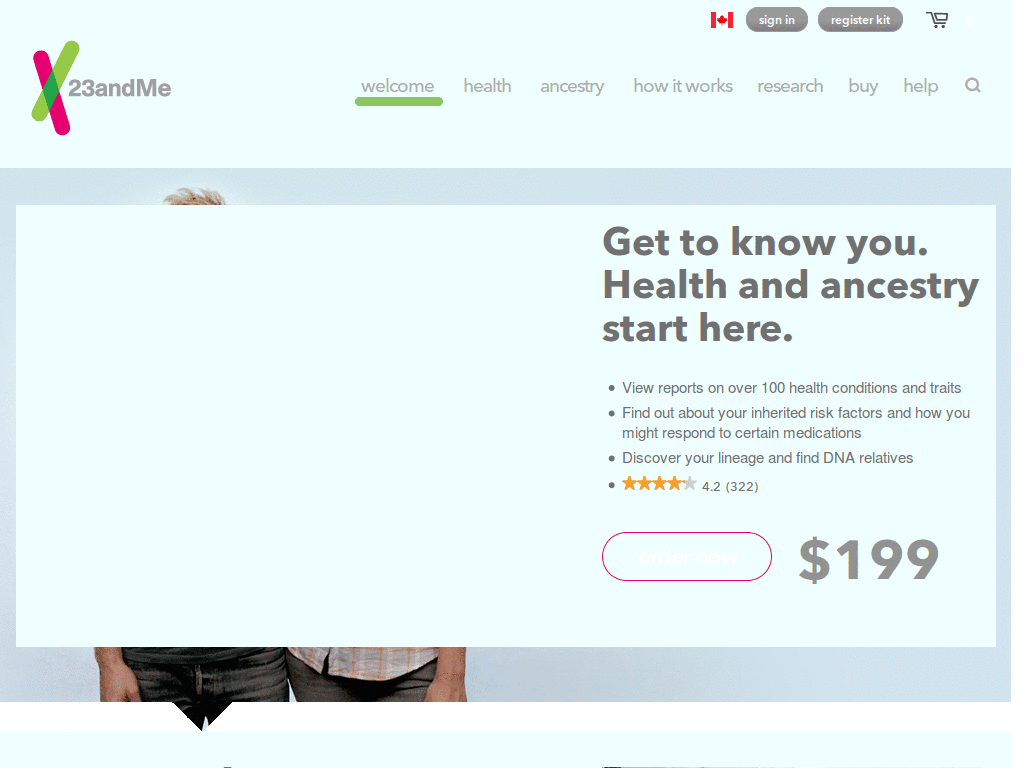 sign in
register kit
23andMe
welcome
health
ancestry
how it works
research
buy
help
Get to know you.
Health and ancestry
start here.
View reports on over 100 health conditions and traits
Find out about your inherited risk factors and how you
might respond to certain medications
Discover your lineage and find DNA relatives
4.2 (322)
order now
$199